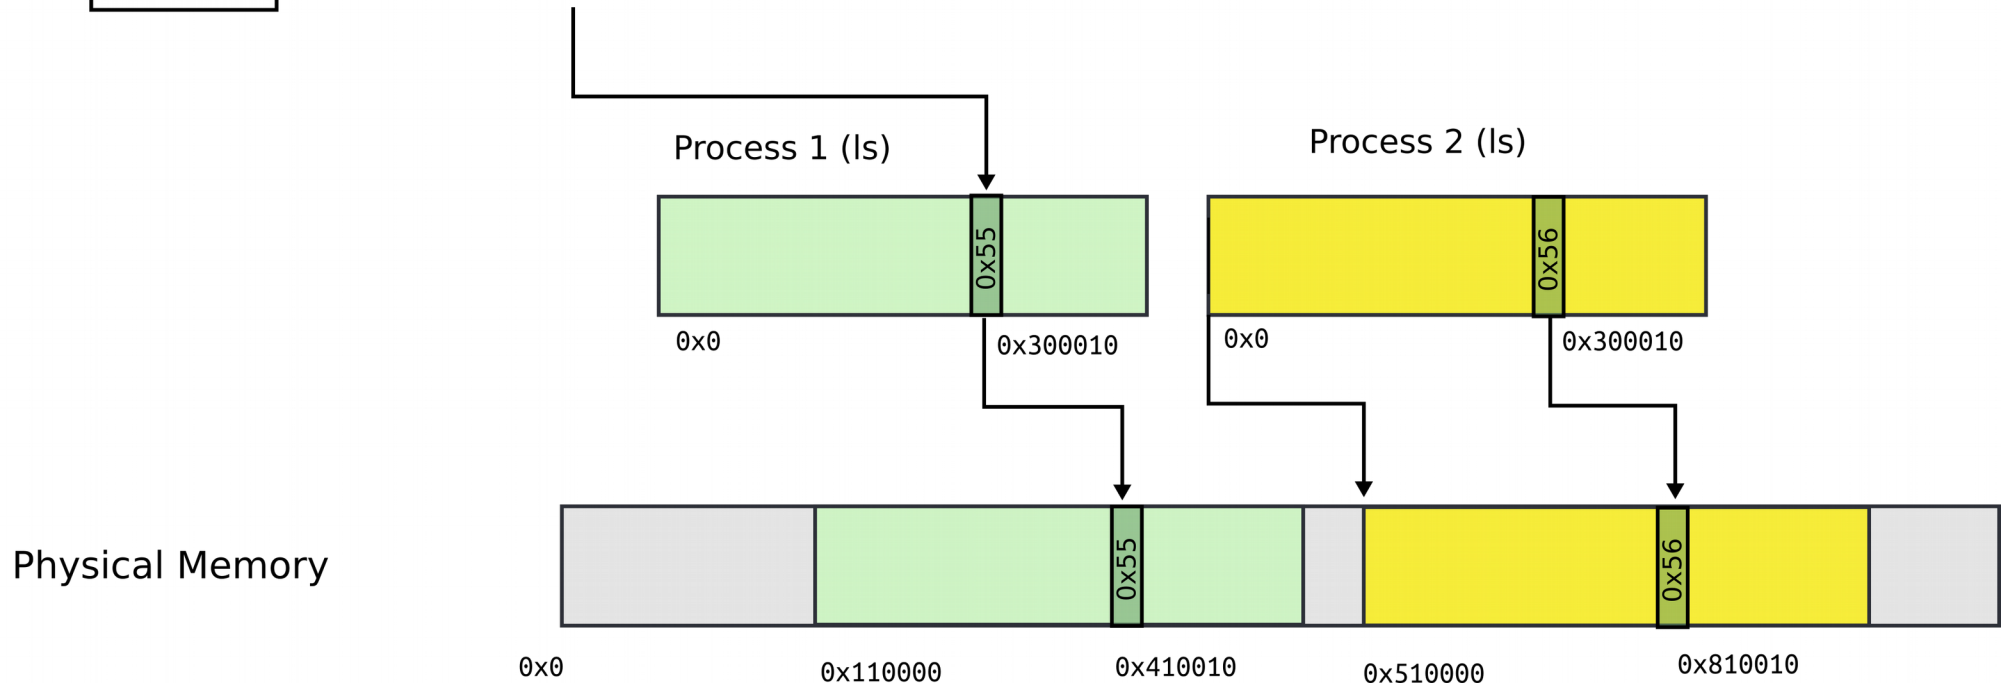 Process 1 (ls)
Process 2 (ls)
0x55
0x56
0x0
0x300010
0x0
0x300010
Physical Memory
0x55
0x56
0x0
0x110000
0x410010
0x510000
0x810010